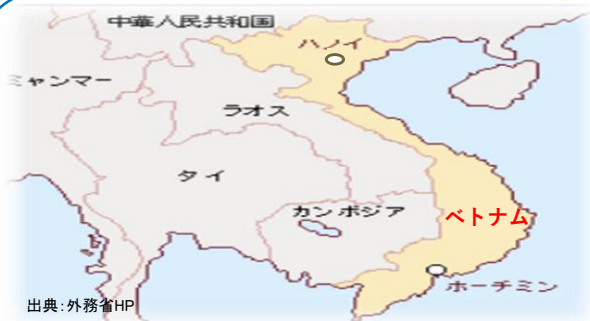 中華人民共和国
ハノイ
ミャンマー
ラオス
タイ
カンボジア
ベトナム
ホーチミン
出典：外務省HP